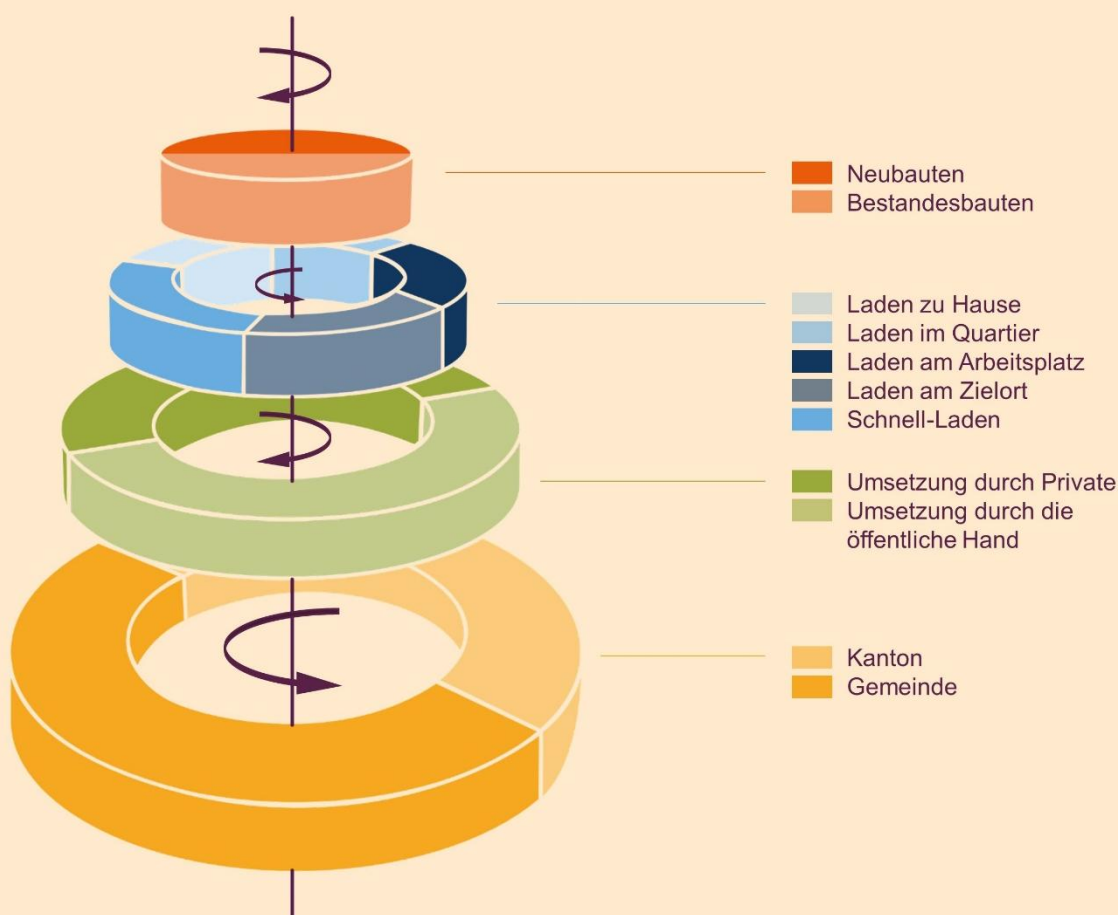 Neubauten
Bestandesbauten
Laden zu Hause
Laden im Quartier
Laden am Arbeitsplatz
Laden am Zielort
Schnell-Laden
Umsetzung durch Private
Umsetzung durch die
öffentliche Hand
Kanton
Gemeinde